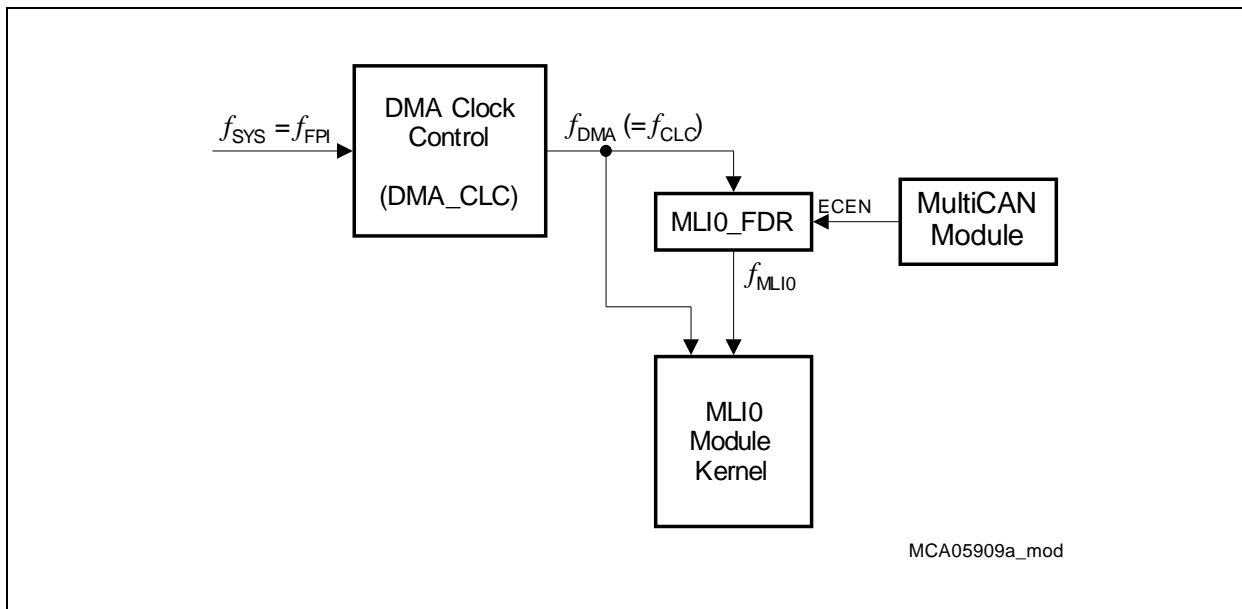 DMA Clock
Control
(DMA_CLC)
fSYS = fFPI
fDMA (= fCLC)
MLI0_FDR
ECEN
MultiCAN
Module
fMLI0
MLI0
Module
Kernel
MCA05909a_mod